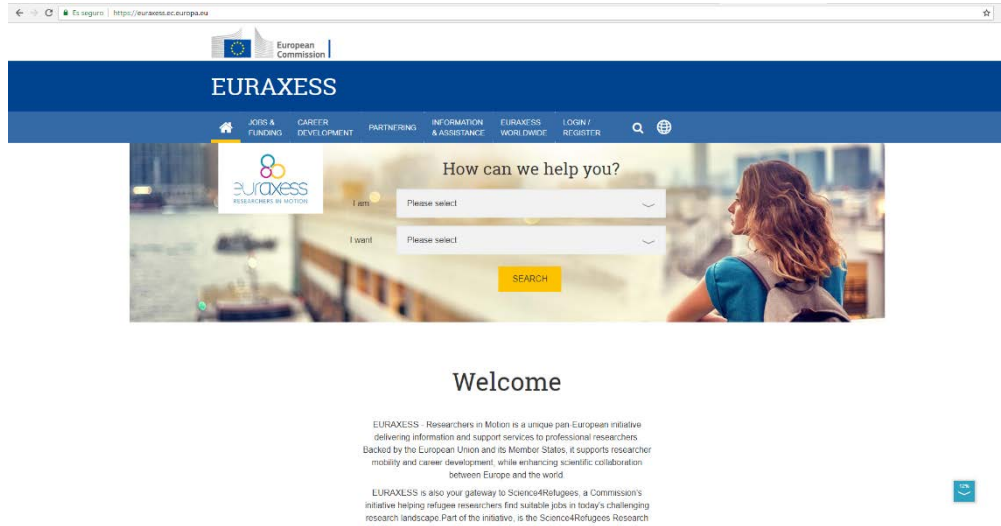 Es seguro | https://euraxess.ec.europa.eu
European
Commission
EURAXESS
JOBS & FUNDING
CAREER DEVELOPMENT
PARTNERING
INFORMATION & ASSISTANCE
EURAXESS WORLDWIDE
LOGIN / REGISTER
euraxess
RESEARCHERS IN MOTION
How can we help you?
I am
Please select
I want
Please select
SEARCH
Welcome
EURAXESS - Researchers in Motion is a unique pan-European initiative
delivering information and support services to professional researchers
Backed by the European Union and its Member States, it supports researcher
mobility and career development, while enhancing scientific collaboration
between Europe and the world
EURAXESS is also your gateway to Science4Refugees, a Commission's
initiative helping refugee researchers find suitable jobs in today's challenging
research landscape.Part of the initiative, is the Science4Refugees Research